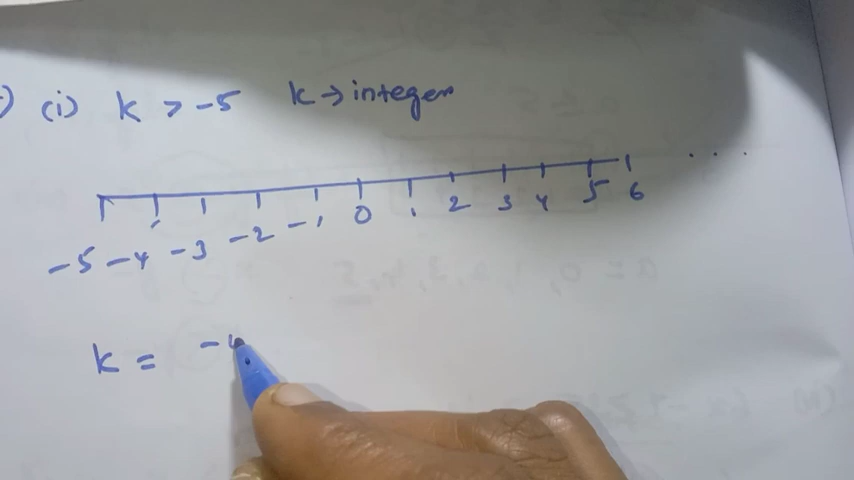 (i) k > -5 k → integer
-5 -4 -3 -2 -1 0 1 2 3 4 5 6 ...
k = -4